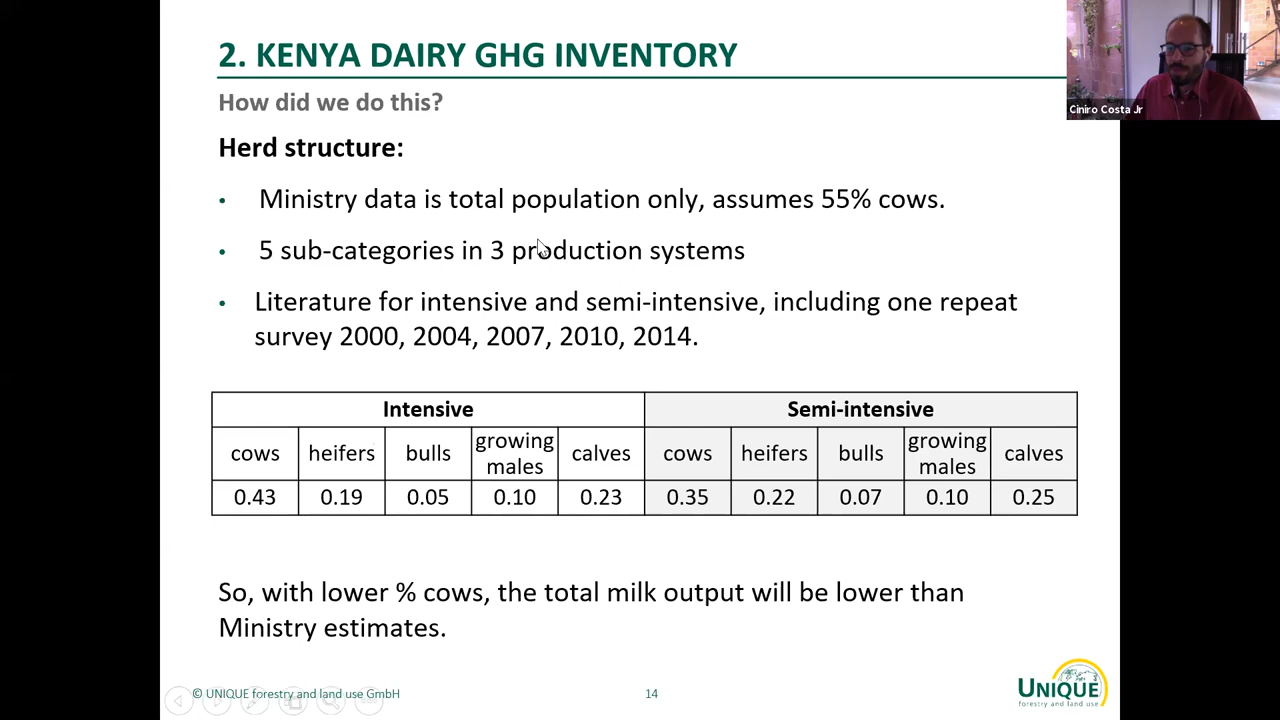 2. KENYA DAIRY GHG INVENTORY
Ciniro Costa Jr
How did we do this?
Herd structure:
• Ministry data is total population only, assumes 55% cows.
• 5 sub-categories in 3 production systems
• Literature for intensive and semi-intensive, including one repeat
survey 2000, 2004, 2007, 2010, 2014.
Intensive Semi-intensive
cows heifers bulls growing males calves cows heifers bulls growing males calves
0.43 0.19 0.05 0.10 0.23 0.35 0.22 0.07 0.10 0.25
So, with lower % cows, the total milk output will be lower than
Ministry estimates.
© UNIQUE forestry and land use GmbH
14
UNIQUE
forestry and land use